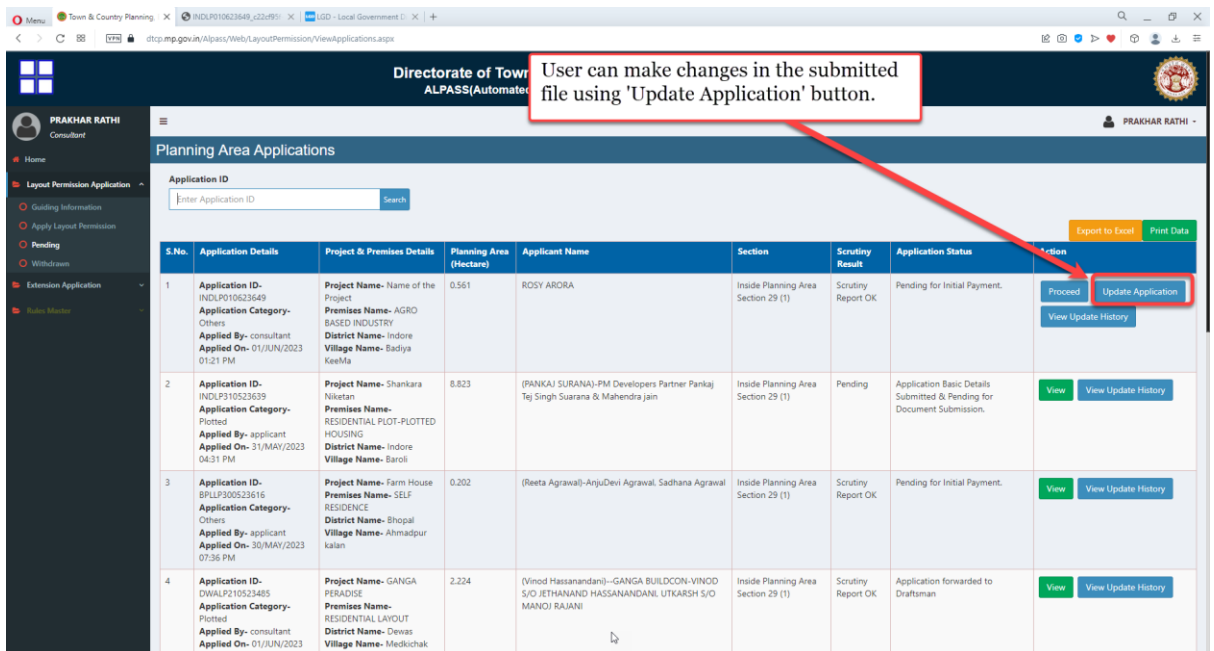 Menu
Town & Country Planning,
INDLP010623649_c22cf95
LGD - Local Government D
VPN
dtcp.mp.gov.in/Alpass/Web/LayoutPermission/ViewApplications.aspx
Directorate of Tow
ALPASS(Automate
User can make changes in the submitted
file using 'Update Application' button.
PRAKHAR RATHI
Consultant
PRAKHAR RATHI
Home
Layout Permission Application
Guiding Information
Apply Layout Permission
Pending
Withdrawn
Extension Application
Rules Master
Planning Area Applications
Application ID
Enter Application ID
Search
Export to Excel
Print Data
S.No.
Application Details
Project & Premises Details
Planning Area
(Hectare)
Applicant Name
Section
Scrutiny
Result
Application Status
Action
1
Application ID-
INDLP010623649
Application Category-
Others
Applied By- consultant
Applied On- 01/JUN/2023
01:21 PM
Project Name- Name of the
Project
Premises Name- AGRO
BASED INDUSTRY
District Name- Indore
Village Name- Badiya
KeeMa
0.561
ROSY ARORA
Inside Planning Area
Section 29 (1)
Scrutiny
Report OK
Pending for Initial Payment.
Proceed
Update Application
View Update History
2
Application ID-
INDLP310523639
Application Category-
Plotted
Applied By- applicant
Applied On- 31/MAY/2023
04:31 PM
Project Name- Shankara
Niketan
Premises Name-
RESIDENTIAL PLOT-PLOTTED
HOUSING
District Name- Indore
Village Name- Baroli
8.823
(PANKAJ SURANA)-PM Developers Partner Pankaj
Tej Singh Suarana & Mahendra jain
Inside Planning Area
Section 29 (1)
Pending
Application Basic Details
Submitted & Pending for
Document Submission.
View
View Update History
3
Application ID-
BPLLP300523616
Application Category-
Others
Applied By- applicant
Applied On- 30/MAY/2023
07:36 PM
Project Name- Farm House
Premises Name- SELF
RESIDENCE
District Name- Bhopal
Village Name- Ahmadpur
kalan
0.202
(Reeta Agrawal)-AnjuDevi Agrawal, Sadhana Agrawal
Inside Planning Area
Section 29 (1)
Scrutiny
Report OK
Pending for Initial Payment.
View
View Update History
4
Application ID-
DWALP210523485
Application Category-
Plotted
Applied By- consultant
Applied On- 01/JUN/2023
Project Name- GANGA
PERADISE
Premises Name-
RESIDENTIAL LAYOUT
District Name- Dewas
Village Name- Medkichak
2.224
(Vinod Hassanandani)--GANGA BUILDCON-VINOD
S/O JETHANAND HASSANANDANI, UTKARSH S/O
MANOJ RAJANI
Inside Planning Area
Section 29 (1)
Scrutiny
Report OK
Application forwarded to
Draftsman
View
View Update History